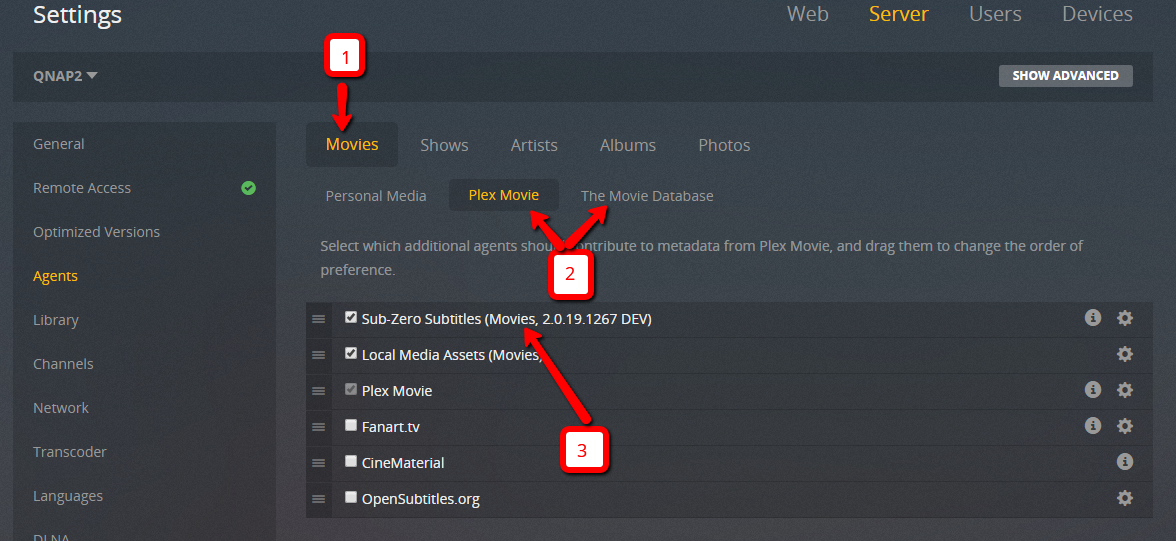 Settings
Web Server Users Devices
1
QNAP2
SHOW ADVANCED
General
Remote Access
Optimized Versions
Agents
Library
Channels
Network
Transcoder
Languages
DLNA
Movies Shows Artists Albums Photos
Personal Media Plex Movie The Movie Database
Select which additional agents should contribute to metadata from Plex Movie, and drag them to change the order of
preference.
2
Sub-Zero Subtitles (Movies, 2.0.19.1267 DEV)
Local Media Assets (Movies)
Plex Movie
Fanart.tv
3
CineMaterial
OpenSubtitles.org